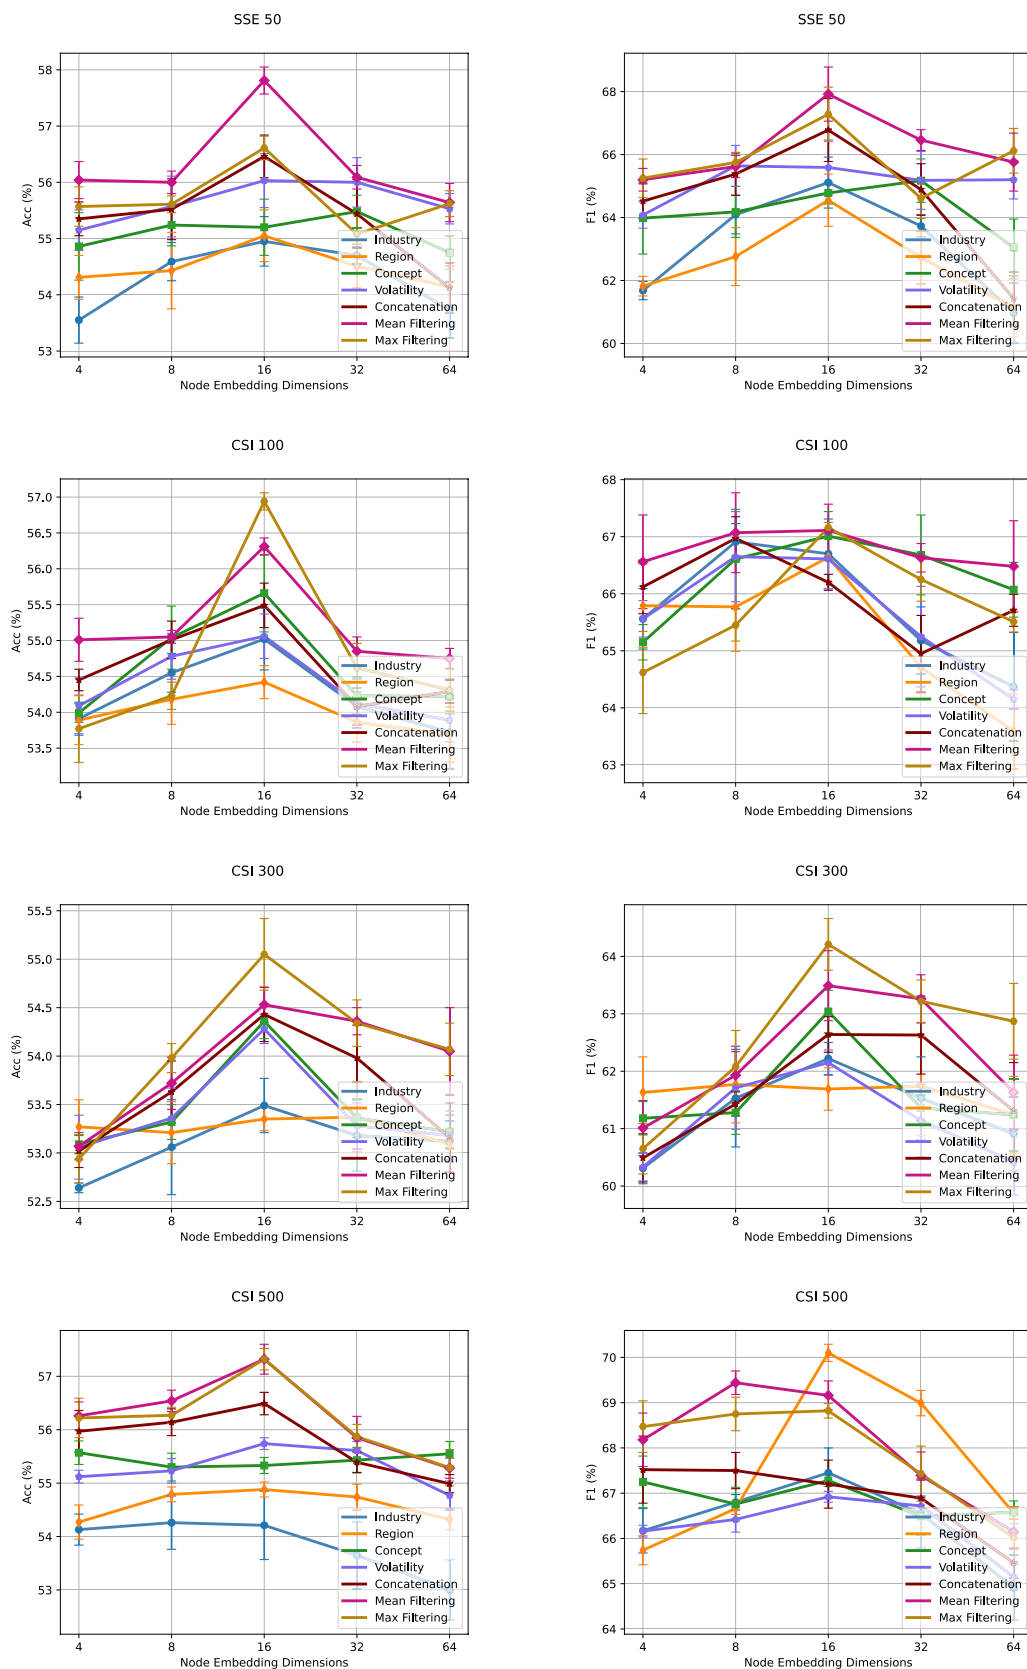 SSE 50
58
57
56
55
54
53
Acc (%)
4 8 16 32 64
Node Embedding Dimensions
Industry
Region
Concept
Volatility
Concatenation
Mean Filtering
Max Filtering
SSE 50
68
66
64
62
60
F1 (%)
4 8 16 32 64
Node Embedding Dimensions
Industry
Region
Concept
Volatility
Concatenation
Mean Filtering
Max Filtering
CSI 100
57.0
56.5
56.0
55.5
55.0
54.5
54.0
53.5
Acc (%)
4 8 16 32 64
Node Embedding Dimensions
Industry
Region
Concept
Volatility
Concatenation
Mean Filtering
Max Filtering
CSI 100
68
67
66
65
64
63
F1 (%)
4 8 16 32 64
Node Embedding Dimensions
Industry
Region
Concept
Volatility
Concatenation
Mean Filtering
Max Filtering
CSI 300
55.5
55.0
54.5
54.0
53.5
53.0
52.5
Acc (%)
4 8 16 32 64
Node Embedding Dimensions
Industry
Region
Concept
Volatility
Concatenation
Mean Filtering
Max Filtering
CSI 300
64
63
62
61
60
F1 (%)
4 8 16 32 64
Node Embedding Dimensions
Industry
Region
Concept
Volatility
Concatenation
Mean Filtering
Max Filtering
CSI 500
57
56
55
54
53
Acc (%)
4 8 16 32 64
Node Embedding Dimensions
Industry
Region
Concept
Volatility
Concatenation
Mean Filtering
Max Filtering
CSI 500
70
69
68
67
66
65
64
F1 (%)
4 8 16 32 64
Node Embedding Dimensions
Industry
Region
Concept
Volatility
Concatenation
Mean Filtering
Max Filtering